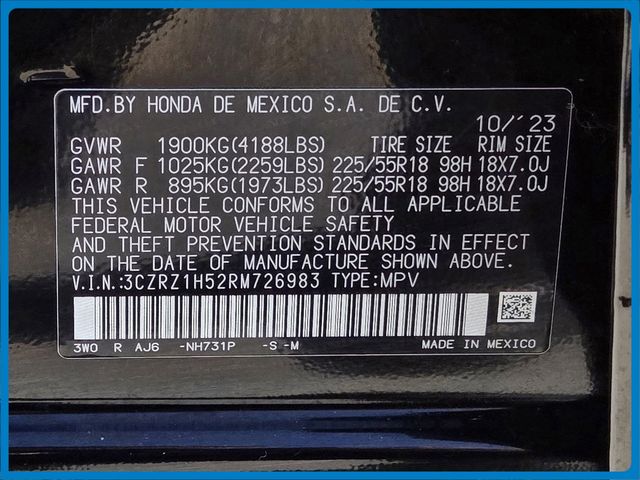 MFD.BY HONDA DE MEXICO S.A. DE C.V.
10/'23
GVWR 1900KG(4188LBS) TIRE SIZE RIM SIZE
GAWR F 1025KG(2259LBS) 225/55R18 98H 18X7.0J
GAWR R 895KG(1973LBS) 225/55R18 98H 18X7.0J
THIS VEHICLE CONFORMS TO ALL APPLICABLE
FEDERAL MOTOR VEHICLE SAFETY
AND THEFT PREVENTION STANDARDS IN EFFECT
ON THE DATE OF MANUFACTURE SHOWN ABOVE.
V.I.N.:3CZRZ1H52RM726983 TYPE:MPV
3W0 R AJ6 -NH731P -S -M MADE IN MEXICO